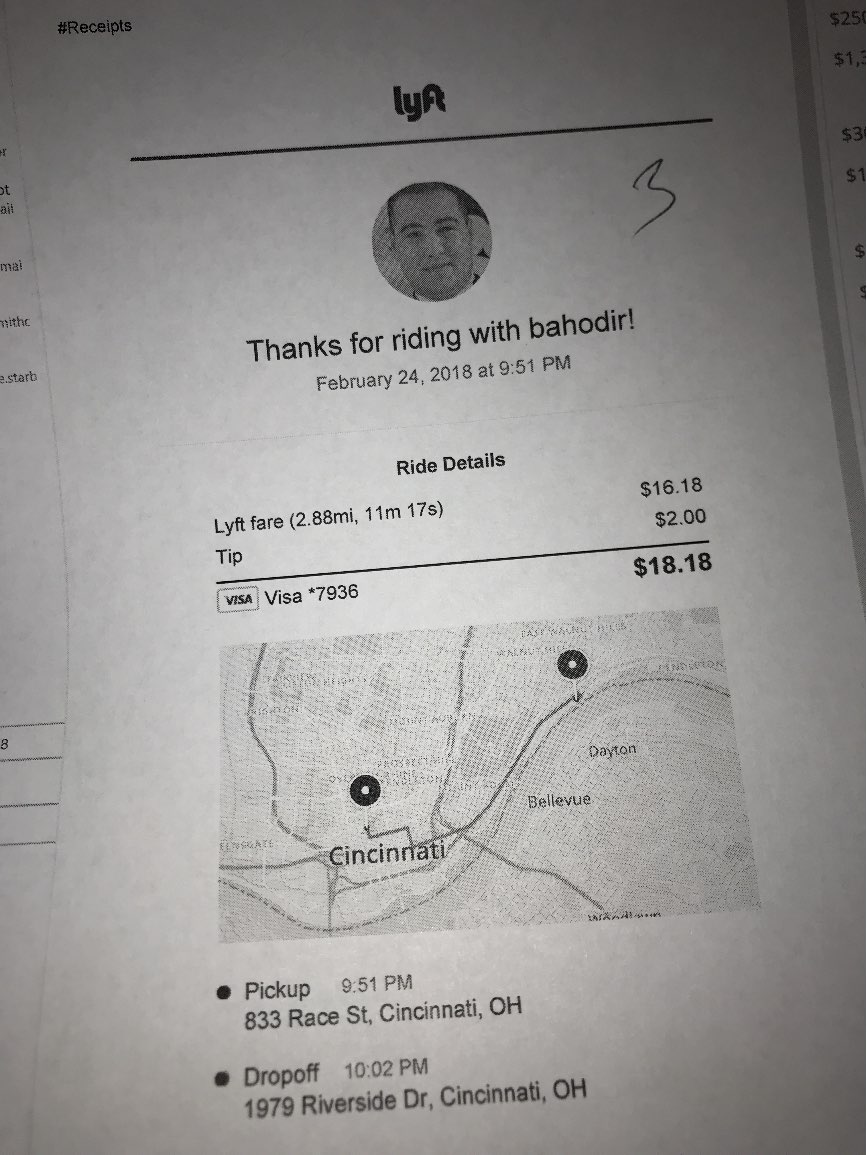 #Receipts
lyft
3
Thanks for riding with bahodir!
February 24, 2018 at 9:51 PM
Ride Details
Lyft fare (2.88mi, 11m 17s) $16.18
Tip $2.00
VISA Visa *7936 $18.18
Dayton
Bellevue
Cincinnati
Pickup 9:51 PM
833 Race St, Cincinnati, OH
Dropoff 10:02 PM
1979 Riverside Dr, Cincinnati, OH